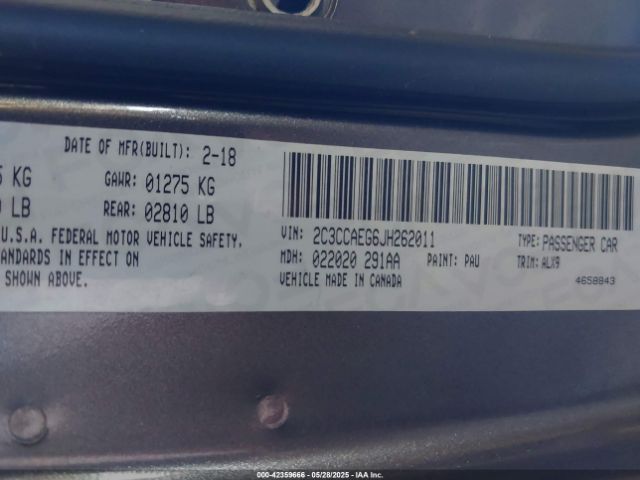 DATE OF MFR(BUILT): 2-18
KG GAWR: 01275 KG
LB REAR: 02810 LB
U.S.A. FEDERAL MOTOR VEHICLE SAFETY,
STANDARDS IN EFFECT ON
SHOWN ABOVE.
VIN: 2C3CCAEG6JH262011 TYPE: PASSENGER CAR
MDH: 022020 291AA PAINT: PAU TRIM: ALX9
VEHICLE MADE IN CANADA 4658843
000-42359666 - 05/28/2025 - IAA Inc.